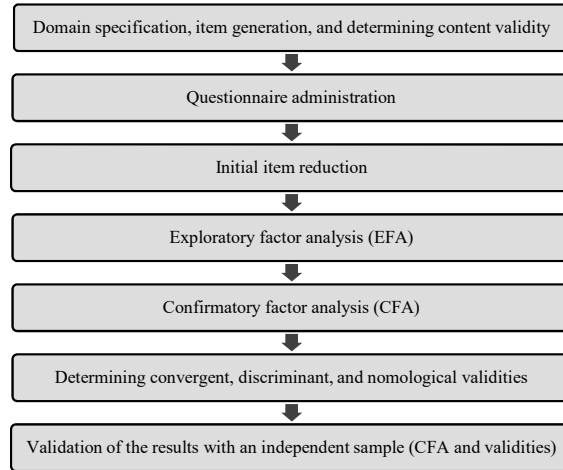 Domain specification, item generation, and determining content validity
Questionnaire administration
Initial item reduction
Exploratory factor analysis (EFA)
Confirmatory factor analysis (CFA)
Determining convergent, discriminant, and nomological validities
Validation of the results with an independent sample (CFA and validities)